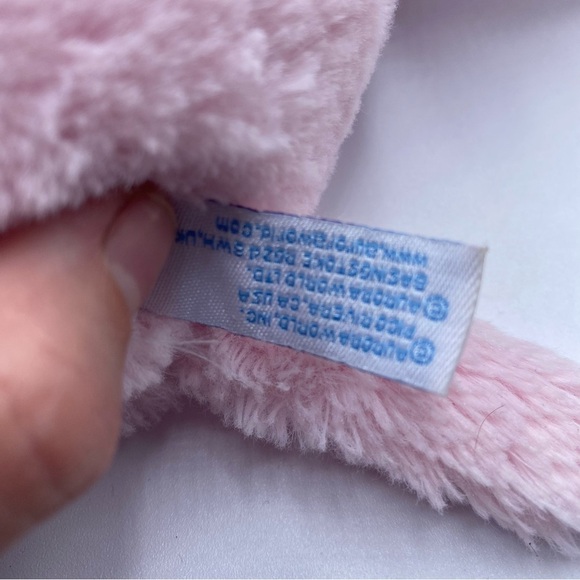 © AURORA WORLD, INC.
PICO RIVERA, CA USA
© AURORA WORLD LTD.
BASINGSTOKE RG24 8WH, UK
www.auroraworld.com